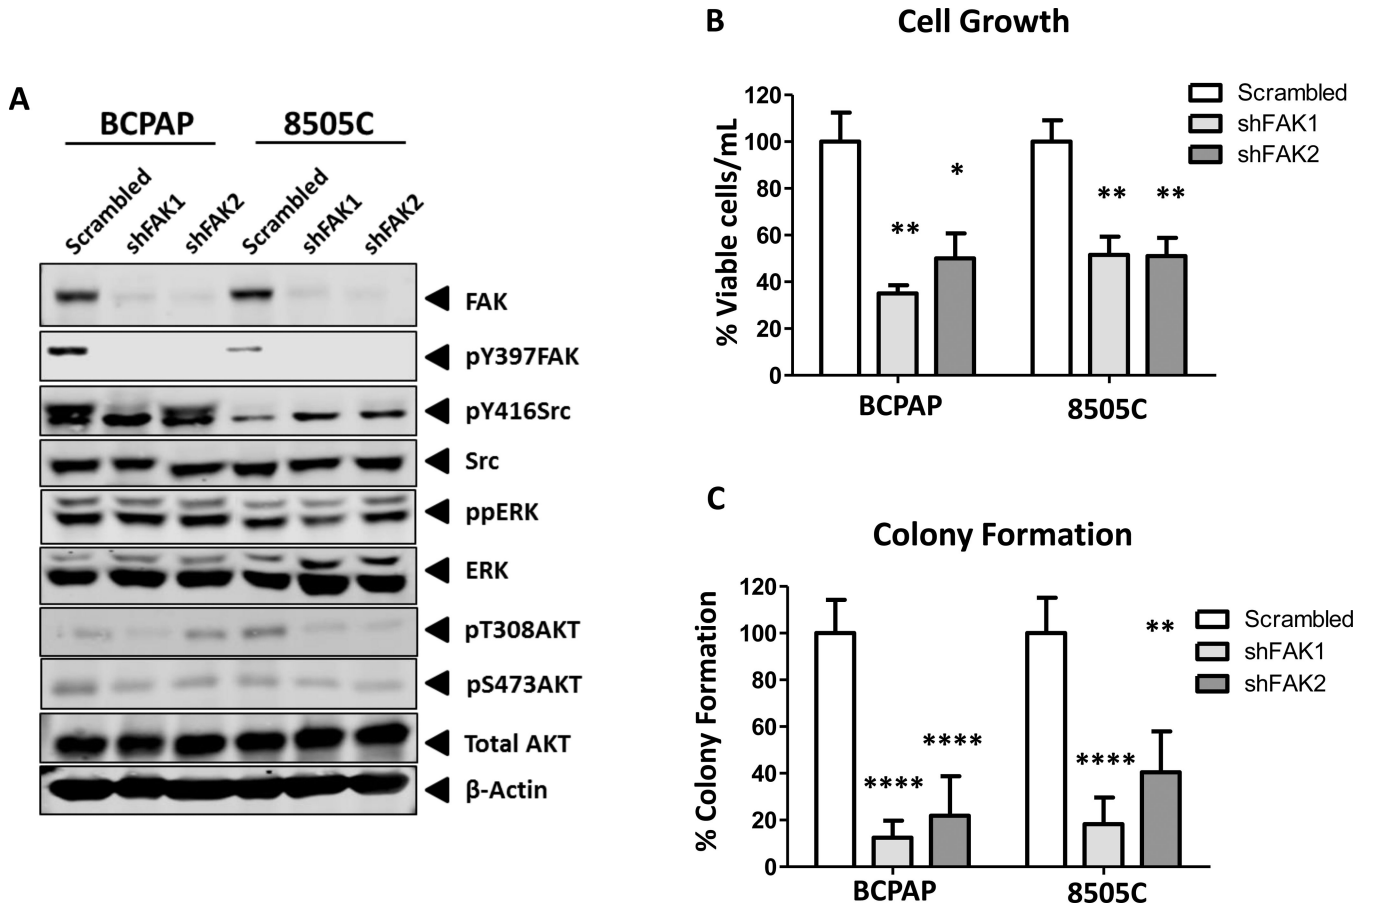 A
BCPAP
8505C
Scrambled
shFAK1
shFAK2
Scrambled
shFAK1
shFAK2
FAK
pY397FAK
pY416Src
Src
ppERK
ERK
pT308AKT
pS473AKT
Total AKT
β-Actin
B
Cell Growth
% Viable cells/mL
120
100
80
60
40
20
0
**
*
**
**
BCPAP
8505C
Scrambled
shFAK1
shFAK2
C
Colony Formation
% Colony Formation
120
100
80
60
40
20
0
****
****
****
**
BCPAP
8505C
Scrambled
shFAK1
shFAK2